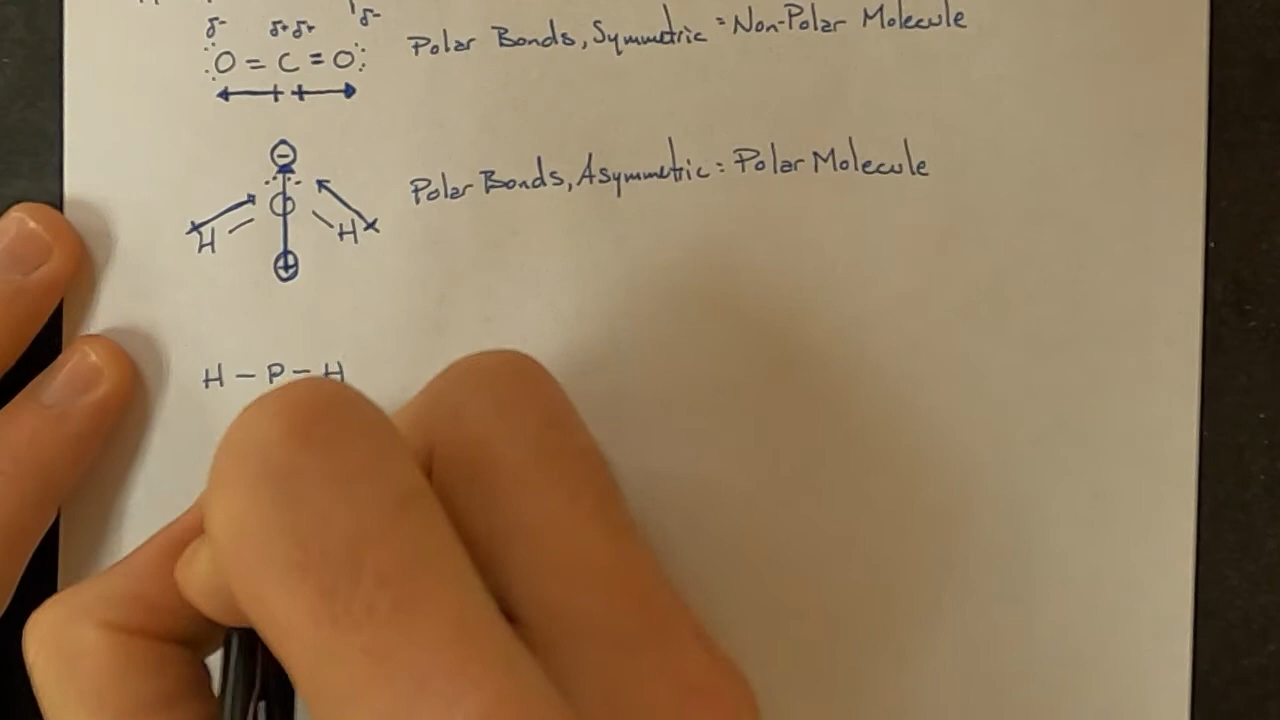 δ- δ+ δ+ δ-
:O = C = O: Polar Bonds, Symmetric = Non-Polar Molecule
-
Polar Bonds, Asymmetric = Polar Molecule
O
H H
+
H - P - H